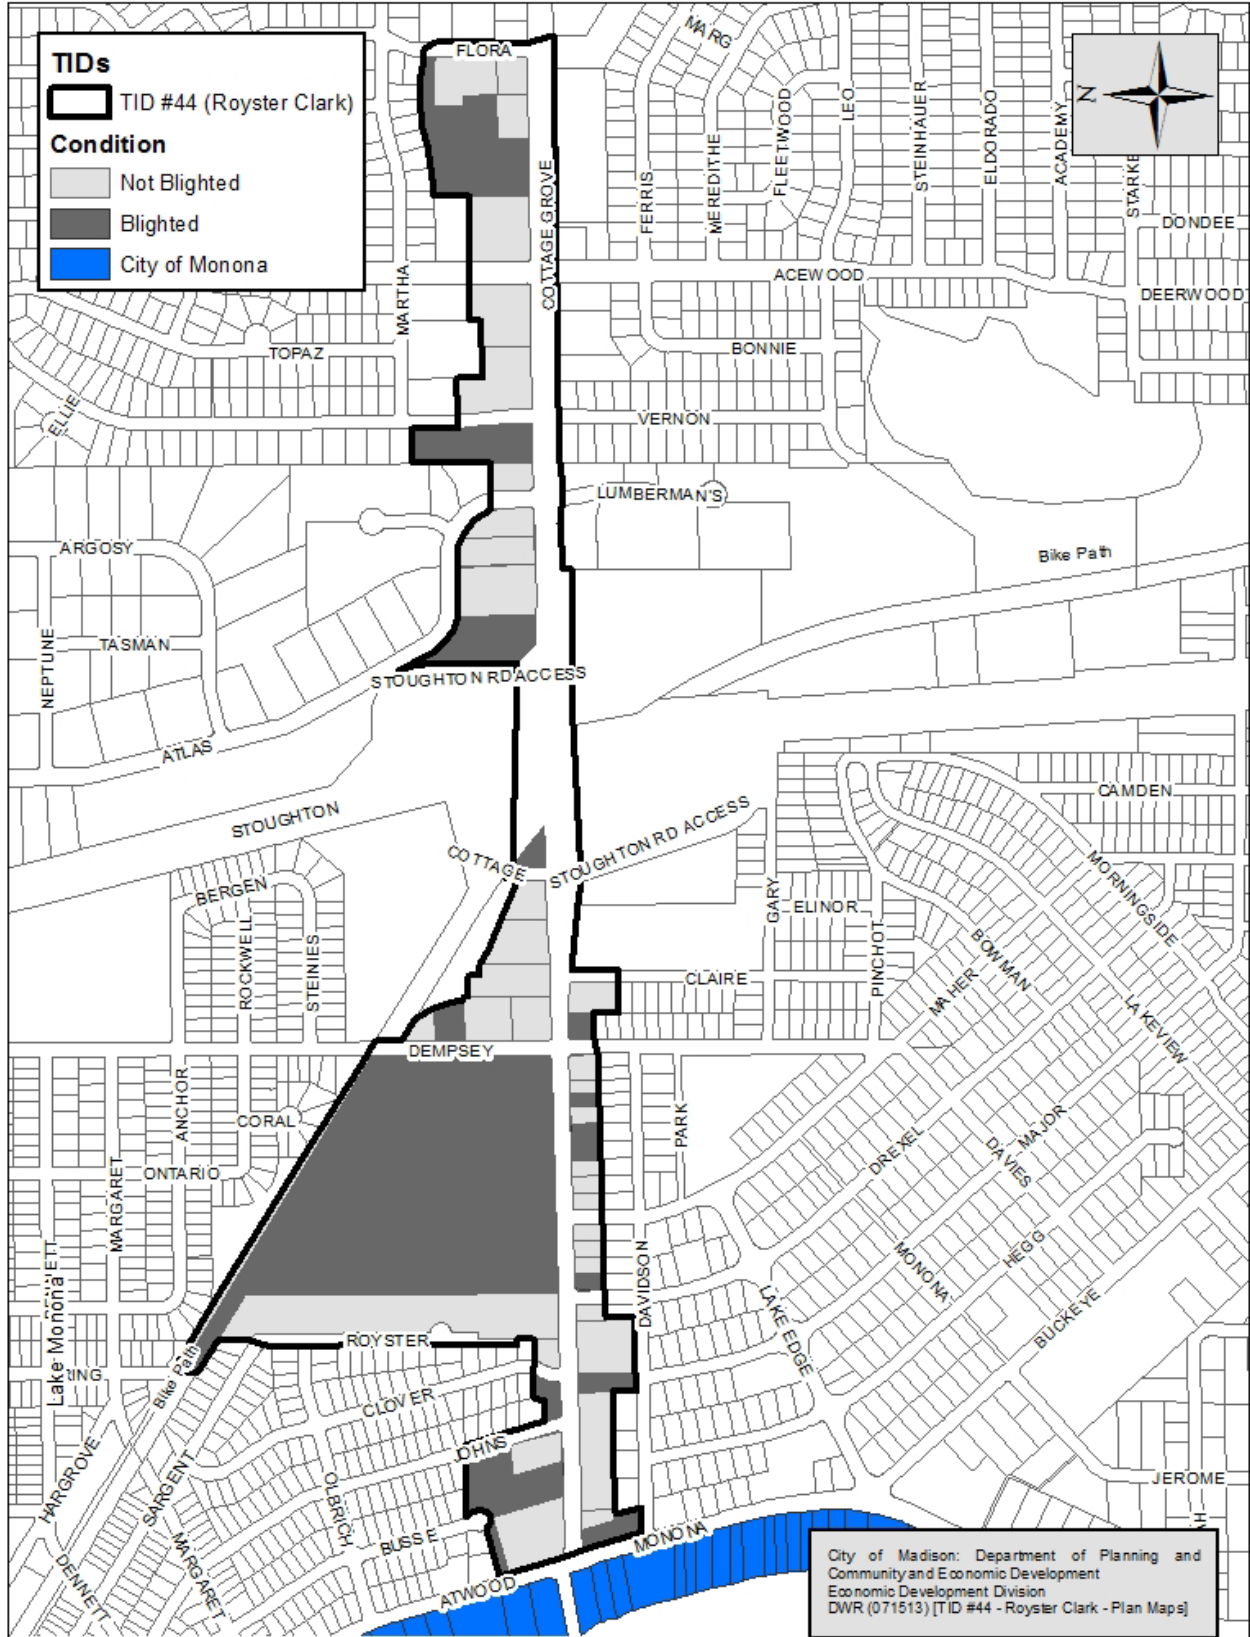 TIDs
TID #44 (Royster Clark)
Condition
Not Blighted
Blighted
City of Monona
FLORA
MARG
N
COTTAGE GROVE
FERRIS
MEREDITHE
FLEETWOOD
LEO
STEINHAUER
ELDORADO
ACADEMY
STARKE
DONDEE
ACEWOOD
DEERWOOD
MARTHA
TOPAZ
BONNIE
ELLIE
VERNON
LUMBERMAN'S
ARGOSY
Bike Path
NEPTUNE
TASMAN
STOUGHTON RD ACCESS
ATLAS
STOUGHTON
CAMDEN
COTTAGE
STOUGHTON RD ACCESS
MORNINGSIDE
BERGEN
GARY
ELINOR
ROCKWELL
STEINIES
PINCHOT
BOWMAN
CLAIRE
MAHER
LAKEVIEW
DEMPSEY
ANCHOR
CORAL
PARK
MAJOR
DREXEL
DAVIES
ONTARIO
MARGARET
HEGG
MONONA
DAVIDSON
LAKE EDGE
BUCKEYE
Lake Monona
ROYSTER
RING
Bike Path
CLOVER
JOHNS
HARGROVE
SARGENT
OLBRICH
JEROME
MARGARET
BUSSE
MONONA
DENNETT
ATWOOD
AH
City of Madison: Department of Planning and
Community and Economic Development
Economic Development Division
DWR (071513) [TID #44 - Royster Clark - Plan Maps]